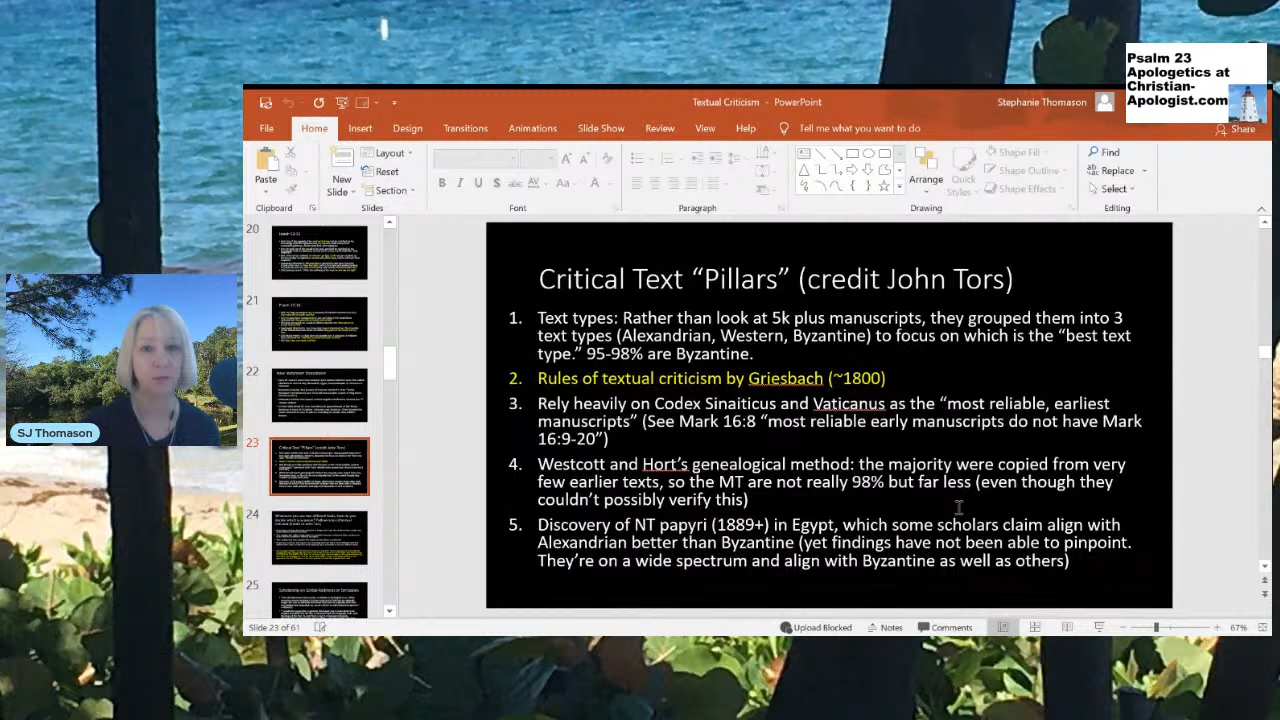 Psalm 23
Apologetics at
Christian-
Apologist.com
Textual Criticism - PowerPoint
Stephanie Thomason
File
Home
Insert
Design
Transitions
Animations
Slide Show
Review
View
Help
Tell me what you want to do
Share
Paste
New
Slide
Layout
Reset
Section
B I U S abc AV Aa A
Arrange
Quick
Styles
Shape Fill
Shape Outline
Shape Effects
Find
Replace
Select
Clipboard
Slides
Font
Paragraph
Drawing
Editing
20
21
22
23
24
25
Critical Text “Pillars” (credit John Tors)
1. Text types: Rather than use all 5k plus manuscripts, they group them into 3
text types (Alexandrian, Western, Byzantine) to focus on which is the “best text
type.” 95-98% are Byzantine.
2. Rules of textual criticism – Griesbach (~1800)
3. Relies heavily on Codex Sinaiticus and Vaticanus as the “most reliable, earliest
manuscripts” (See Mark 16:8 “most reliable early manuscripts do not have Mark
16:9-20”)
4. Westcott and
genealogical method: the majority were copied from very
few earlier texts, so the MT are not really 98% but far less (even though they
couldn’t possibly verify this)
5. Discovery of NT papyri (127) in Egypt, which some scholars claim align with
Alexandrian better than Byzantine (yet findings have not been able to pinpoint.
They’re on a wide spectrum and align with Byzantine as well as others)
SJ Thomason
Slide 23 of 61
Upload Blocked
Notes
Comments
67%